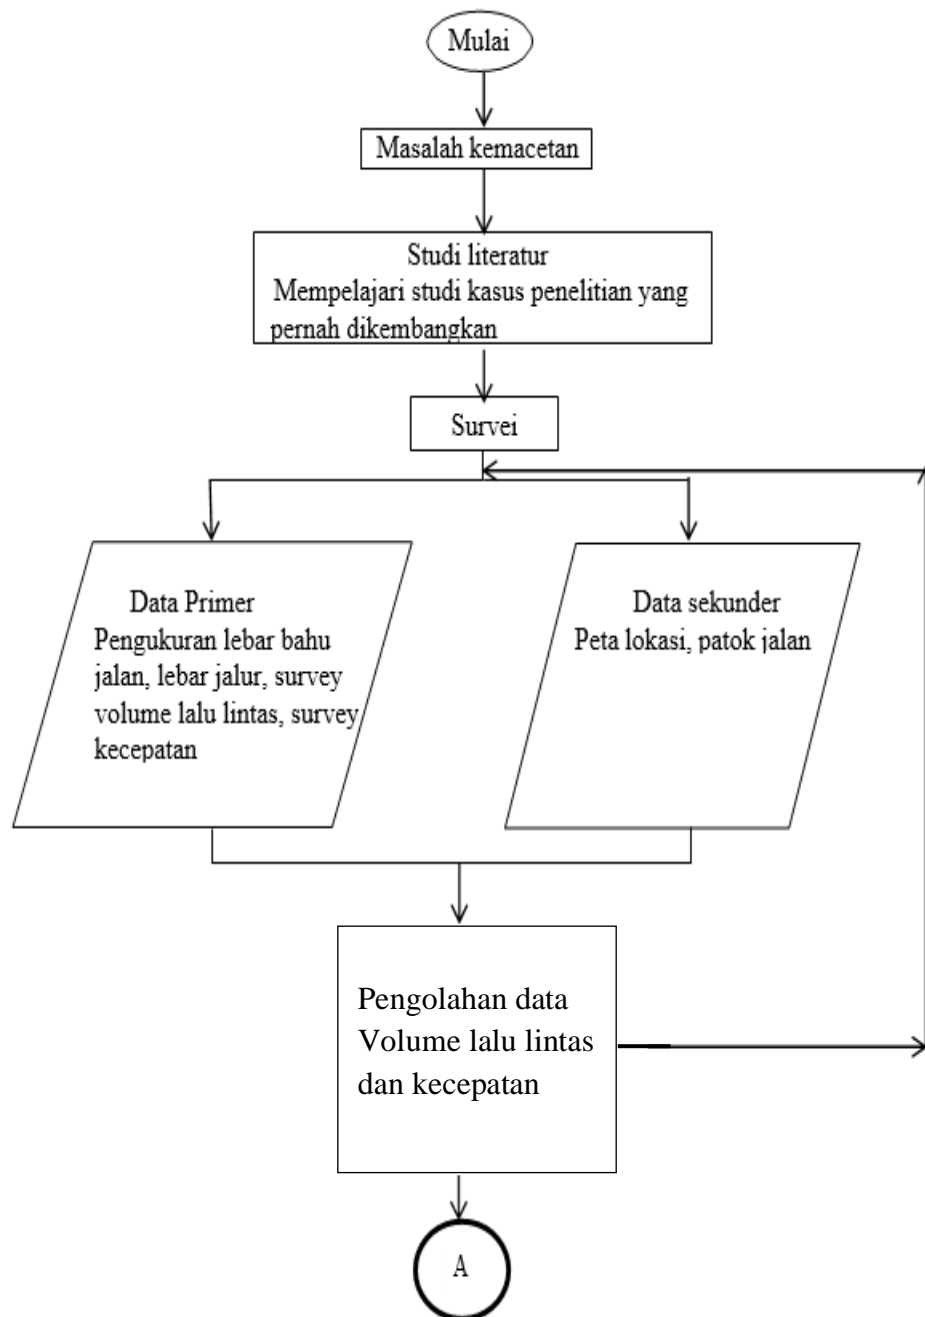 Mulai
Masalah kemacetan
Studi literatur
Mempelajari studi kasus penelitian yang
pernah dikembangkan
Survei
Data Primer
Pengukuran lebar bahu
jalan, lebar jalur, survey
volume lalu lintas, survey
kecepatan
Data sekunder
Peta lokasi, patok jalan
Pengolahan data
Volume lalu lintas
dan kecepatan
A